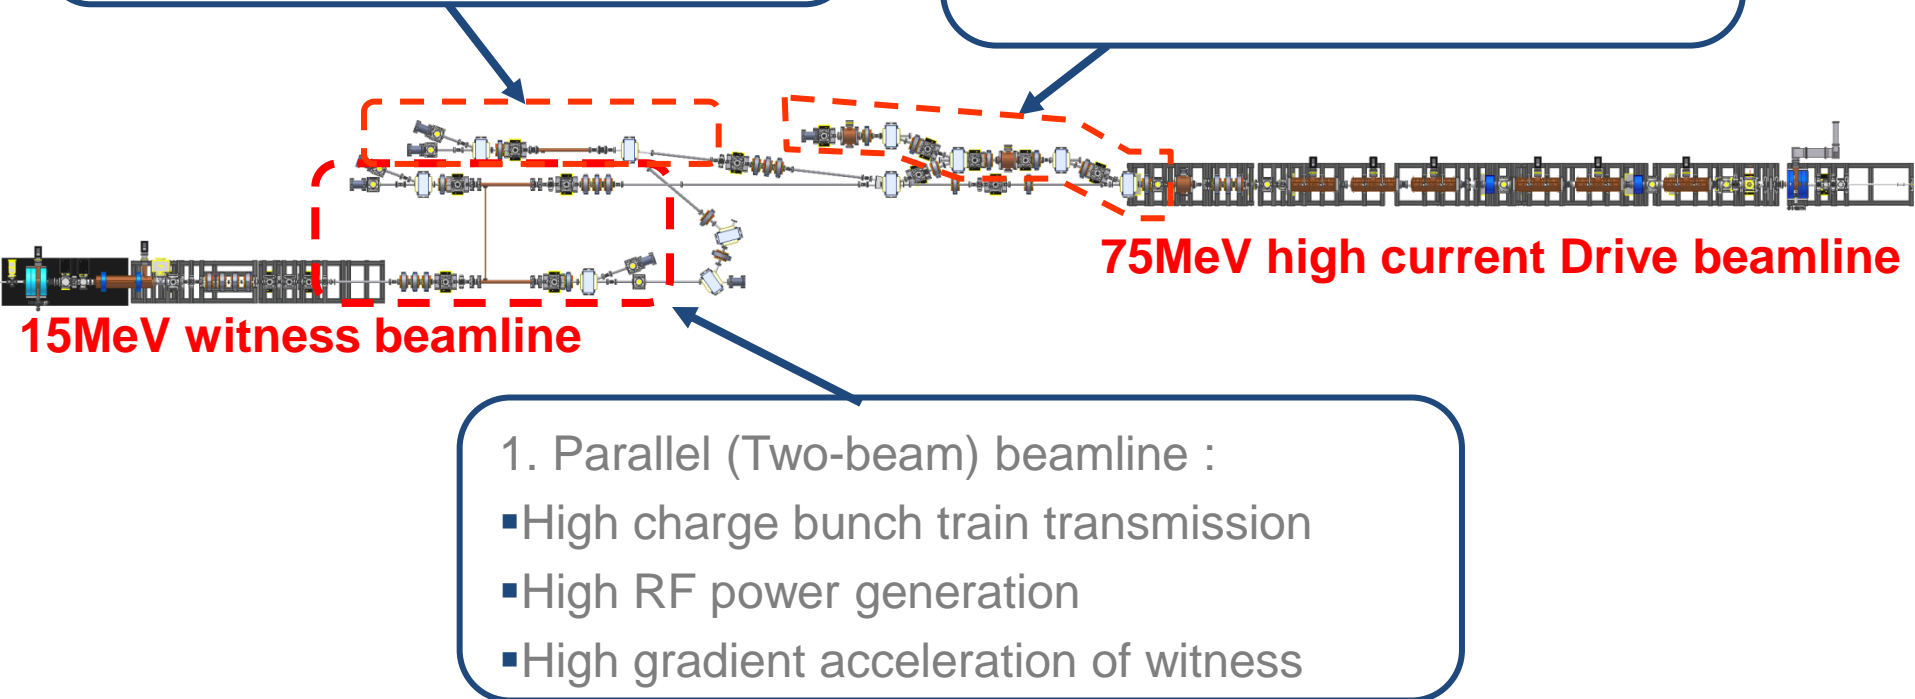 75MeV high current Drive beamline
15MeV witness beamline
1. Parallel (Two-beam) beamline :
▪High charge bunch train transmission
▪High RF power generation
▪High gradient acceleration of witness